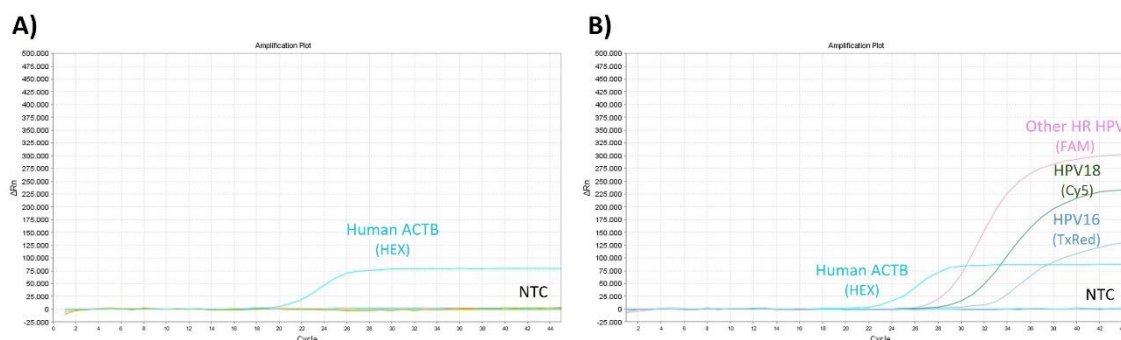 A)
Amplification Plot
500.000
475.000
450.000
425.000
400.000
375.000
350.000
325.000
300.000
275.000
250.000
225.000
200.000
175.000
150.000
125.000
100.000
75.000
50.000
25.000
0
-25.000
ΔRn
Human ACTB
(HEX)
NTC
0 2 4 6 8 10 12 14 16 18 20 22 24 26 28 30 32 34 36 38 40 42 44
Cycle
B)
Amplification Plot
500.000
475.000
450.000
425.000
400.000
375.000
350.000
325.000
300.000
275.000
250.000
225.000
200.000
175.000
150.000
125.000
100.000
75.000
50.000
25.000
0
-25.000
ΔRn
Other HR HPV
(FAM)
HPV18
(Cy5)
HPV16
(TxRed)
Human ACTB
(HEX)
NTC
0 2 4 6 8 10 12 14 16 18 20 22 24 26 28 30 32 34 36 38 40 42
Cycle